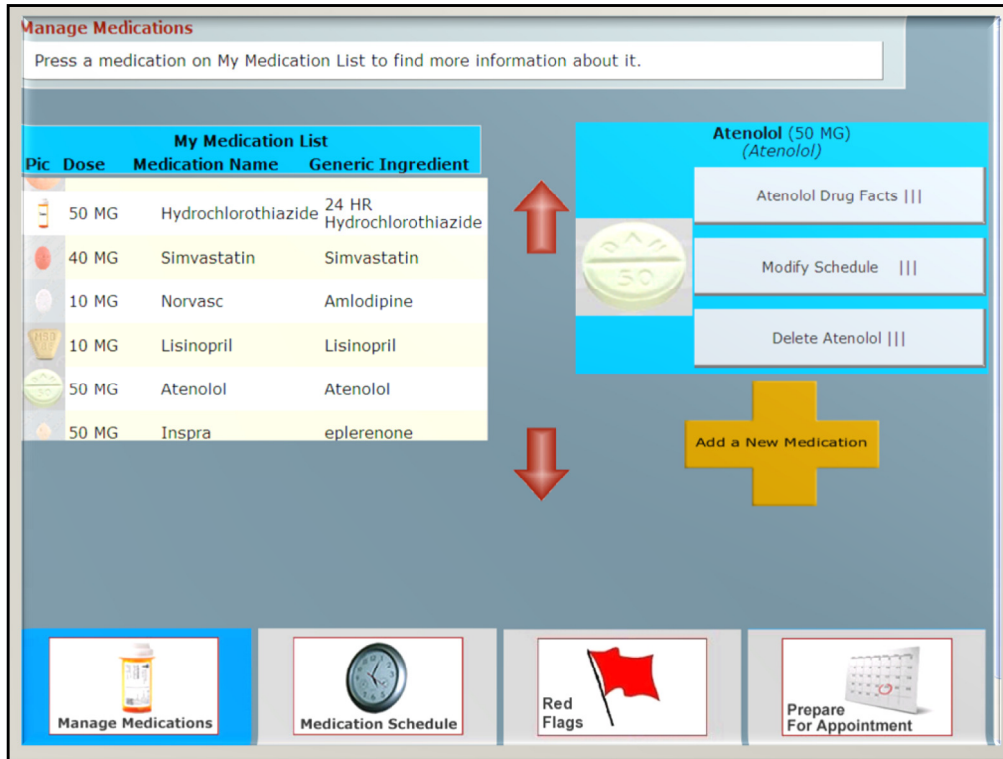 Manage Medications
Press a medication on My Medication List to find more information about it.
My Medication List
Pic Dose Medication Name Generic Ingredient
50 MG Hydrochlorothiazide 24 HR Hydrochlorothiazide
40 MG Simvastatin Simvastatin
10 MG Norvasc Amlodipine
10 MG Lisinopril Lisinopril
50 MG Atenolol Atenolol
50 MG Inspra eplerenone
Atenolol (50 MG)
(Atenolol)
DAN
50
Atenolol Drug Facts |||
Modify Schedule |||
Delete Atenolol |||
Add a New Medication
Manage Medications
Medication Schedule
Red
Flags
Prepare
For Appointment